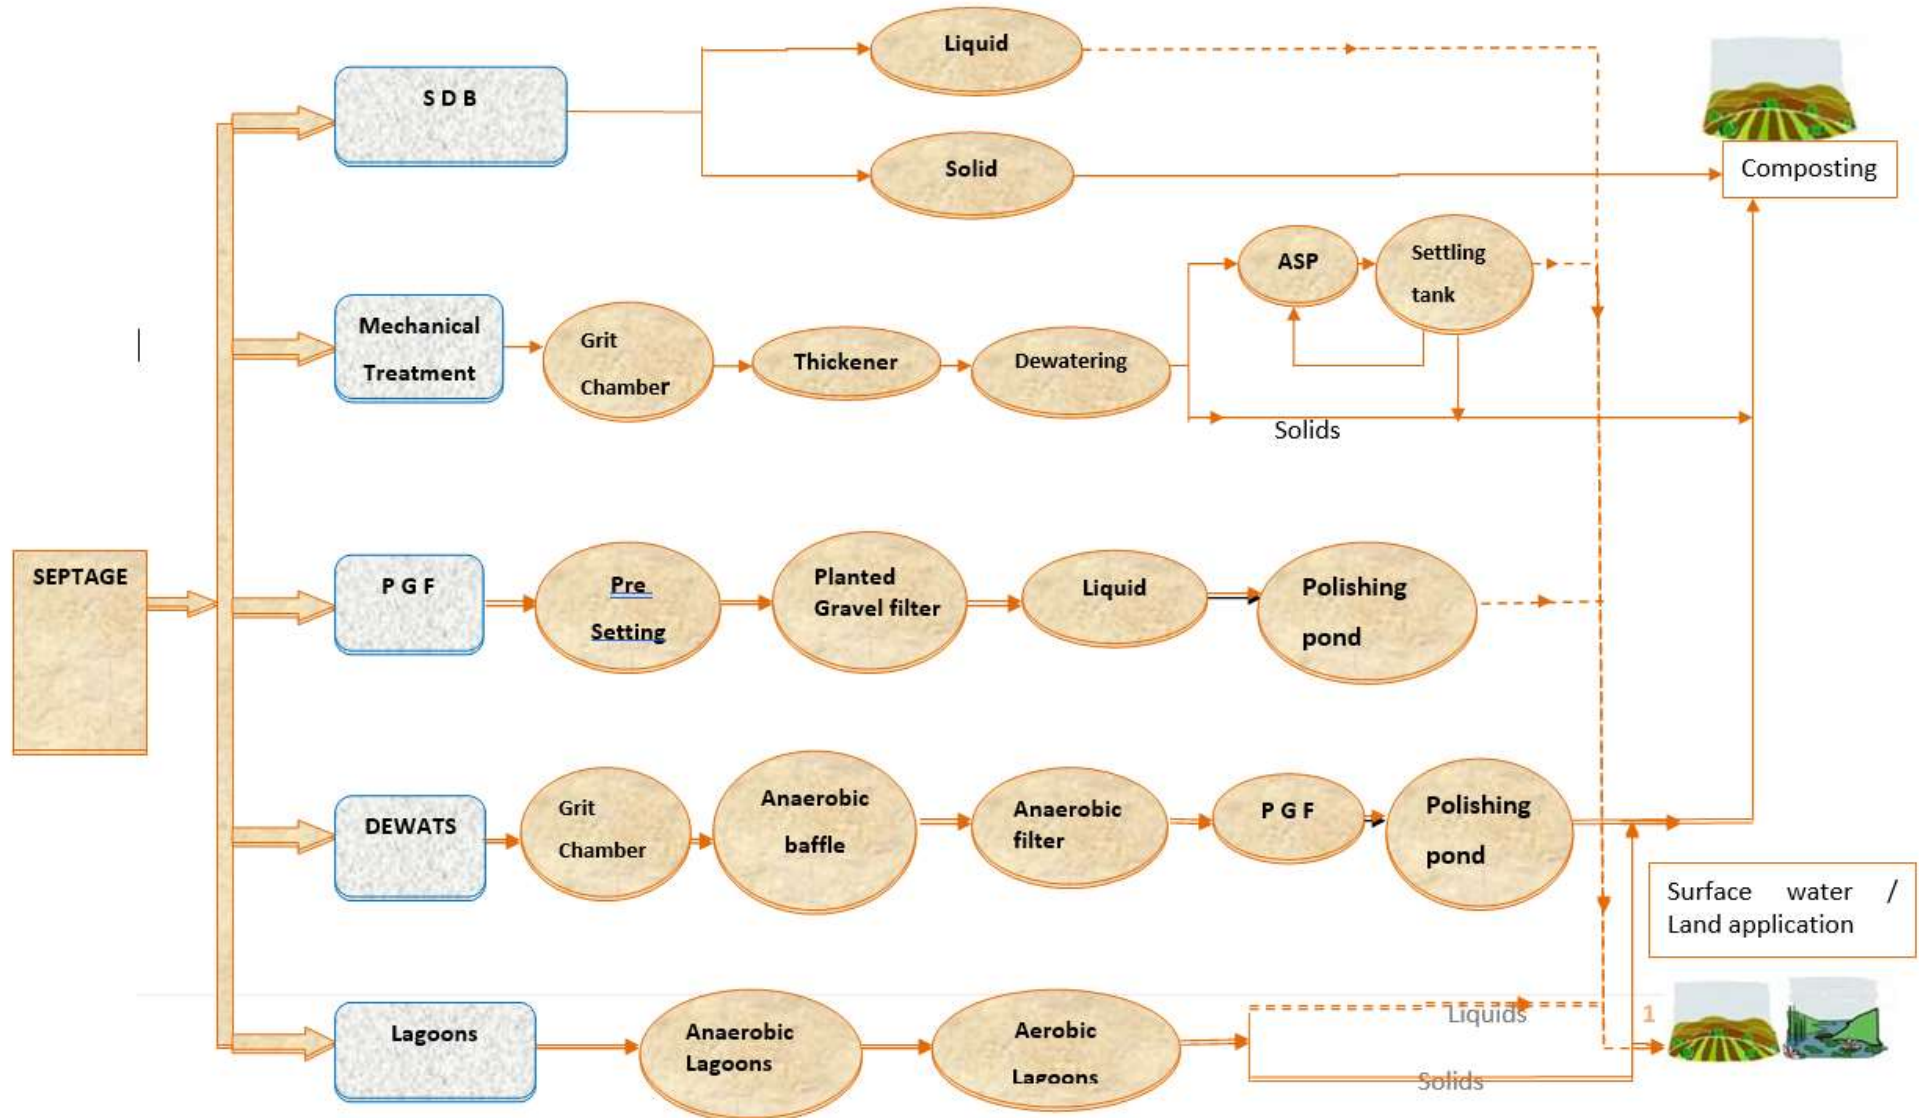 Liquid
S D B
Solid
Composting
ASP
Settling
tank
Mechanical
Treatment
Grit
Chamber
Thickener
Dewatering
Solids
SEPTAGE
P G F
Pre
Setting
Planted
Gravel filter
Liquid
Polishing
pond
DEWATS
Grit
Chamber
Anaerobic
baffle
Anaerobic
filter
P G F
Polishing
pond
Surface water /
Land application
Lagoons
Anaerobic
Lagoons
Aerobic
Lagoons
Liquids
1
Solids